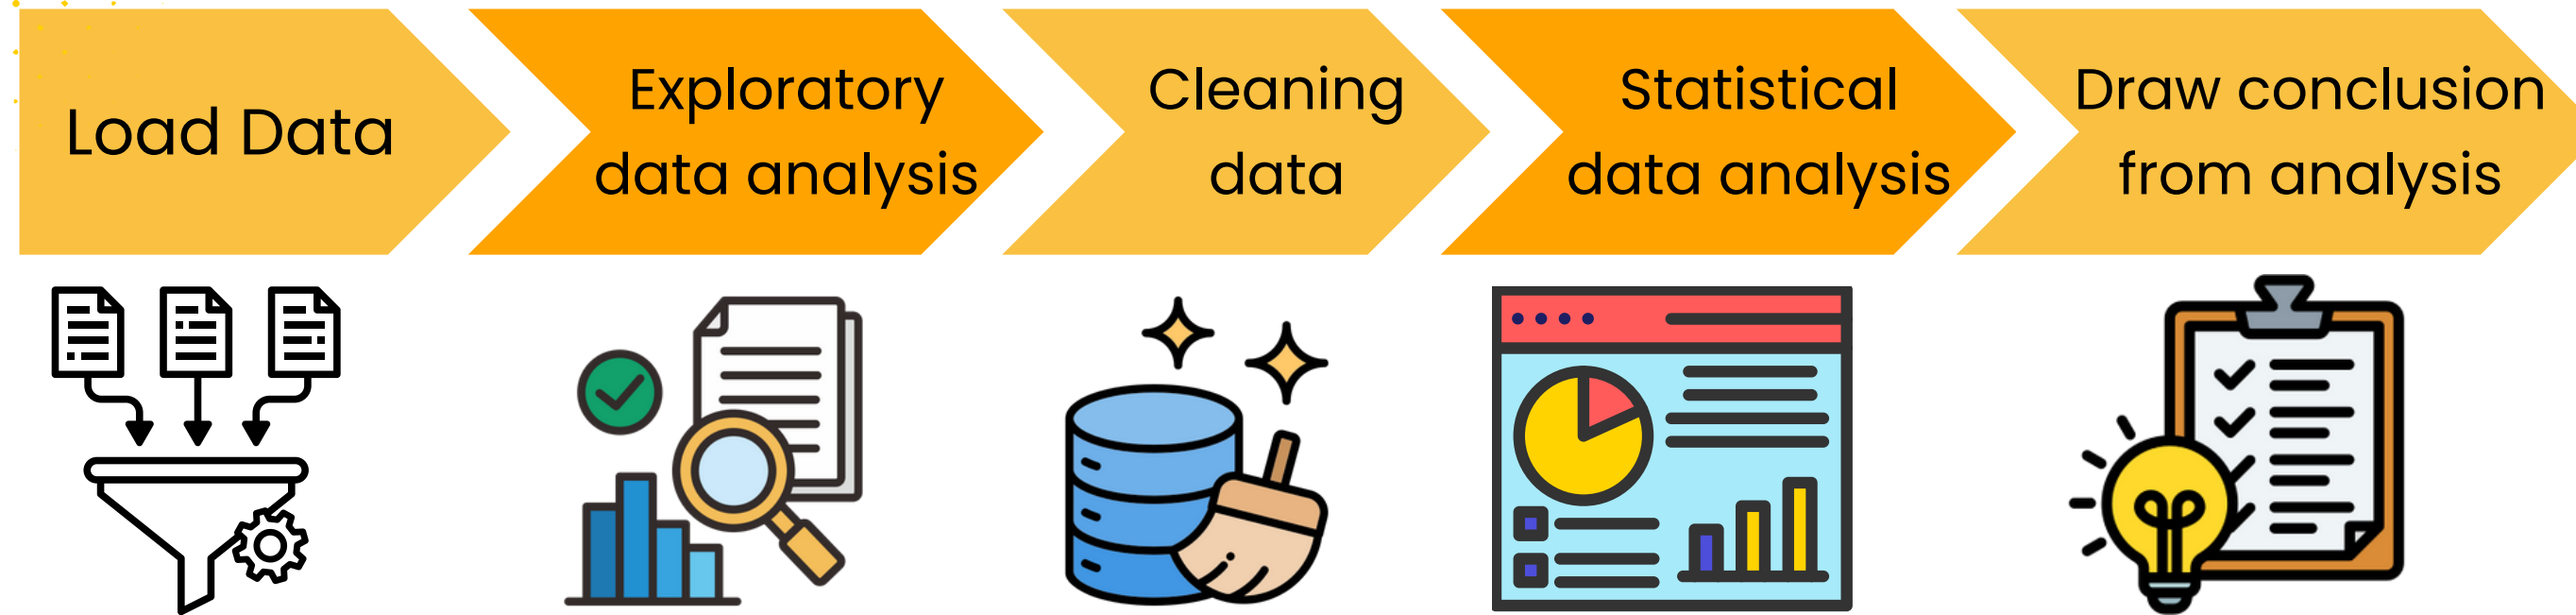 Load Data
Exploratory
data analysis
Cleaning
data
Statistical
data analysis
Draw conclusion
from analysis